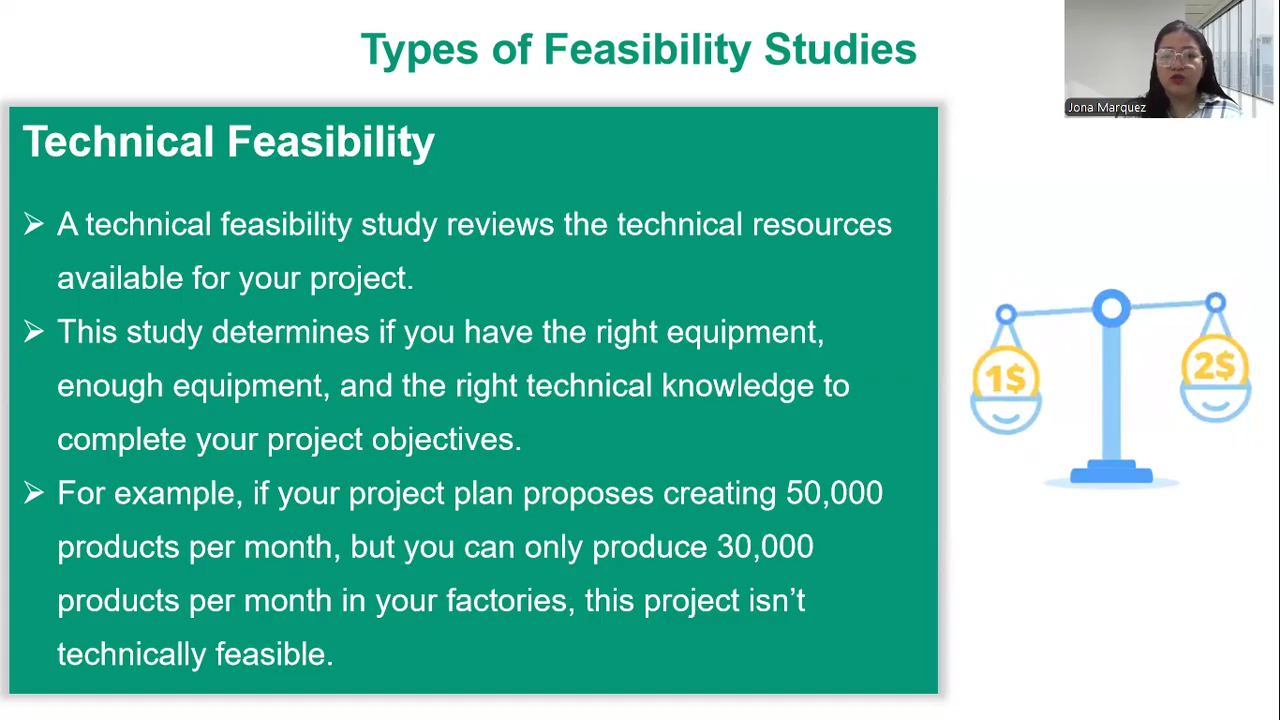 Types of Feasibility Studies
Jona Marquez
Technical Feasibility
➢ A technical feasibility study reviews the technical resources
available for your project.
➢ This study determines if you have the right equipment,
enough equipment, and the right technical knowledge to
complete your project objectives.
➢ For example, if your project plan proposes creating 50,000
products per month, but you can only produce 30,000
products per month in your factories, this project isn’t
technically feasible.
1$
2$